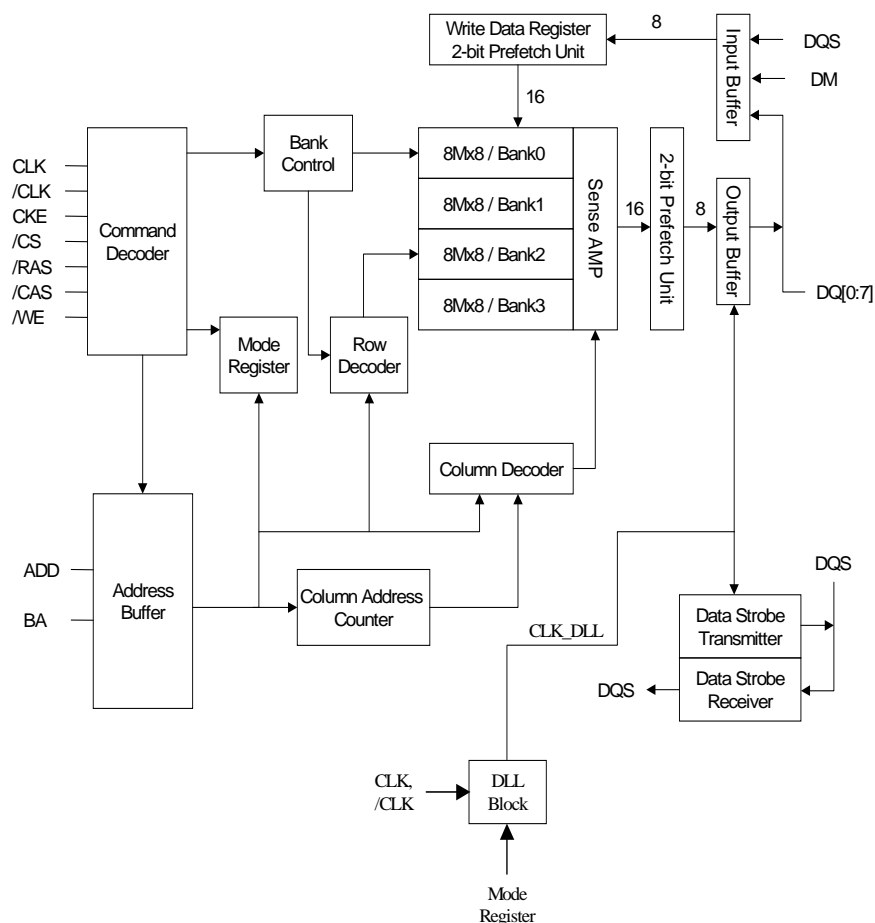 Write Data Register
2-bit Prefetch Unit
8
Input Buffer
DQS
DM
16
Bank
Control
8Mx8 / Bank0
8Mx8 / Bank1
8Mx8 / Bank2
8Mx8 / Bank3
Sense AMP
16
2-bit Prefetch Unit
8
Output Buffer
DQ[0:7]
CLK
/CLK
CKE
/CS
/RAS
/CAS
/WE
Command
Decoder
Mode
Register
Row
Decoder
Column Decoder
ADD
BA
Address
Buffer
Column Address
Counter
CLK_DLL
DQS
Data Strobe
Transmitter
Data Strobe
Receiver
DQS
CLK,
/CLK
DLL
Block
Mode
Register